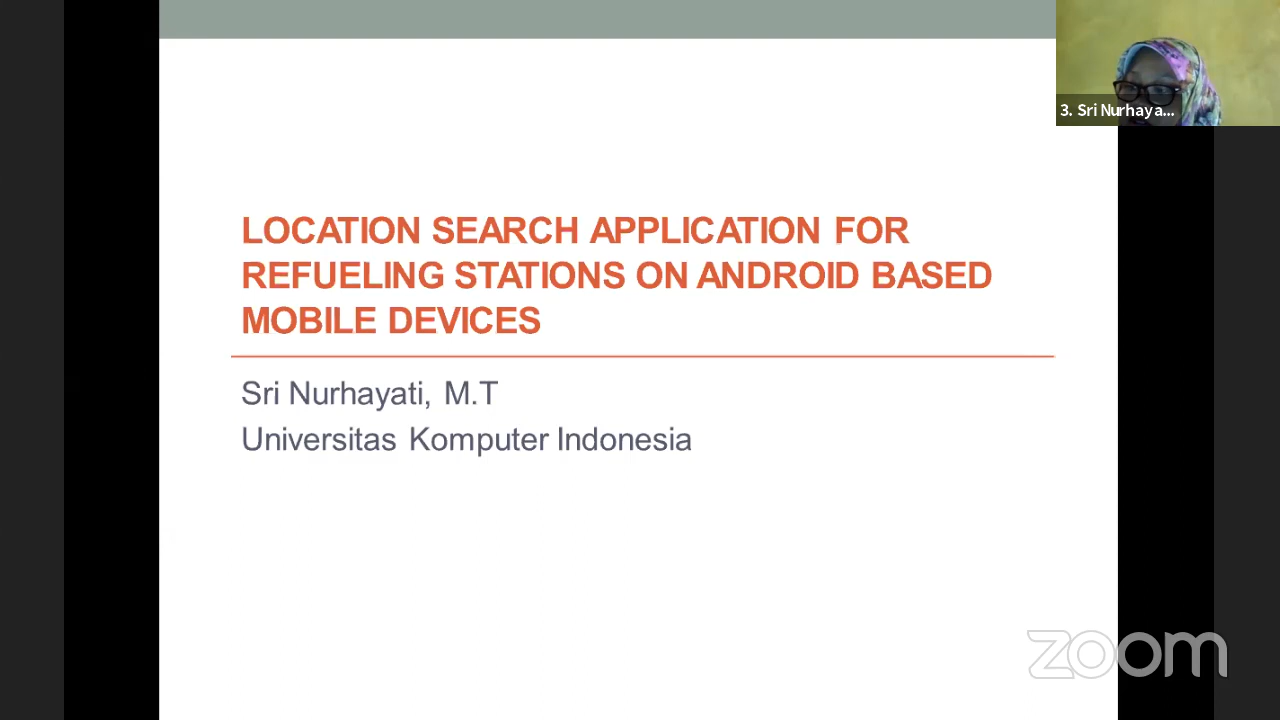 3. Sri Nurhaya...
LOCATION SEARCH APPLICATION FOR
REFUELING STATIONS ON ANDROID BASED
MOBILE DEVICES
Sri Nurhayati, M.T
Universitas Komputer Indonesia
zoom